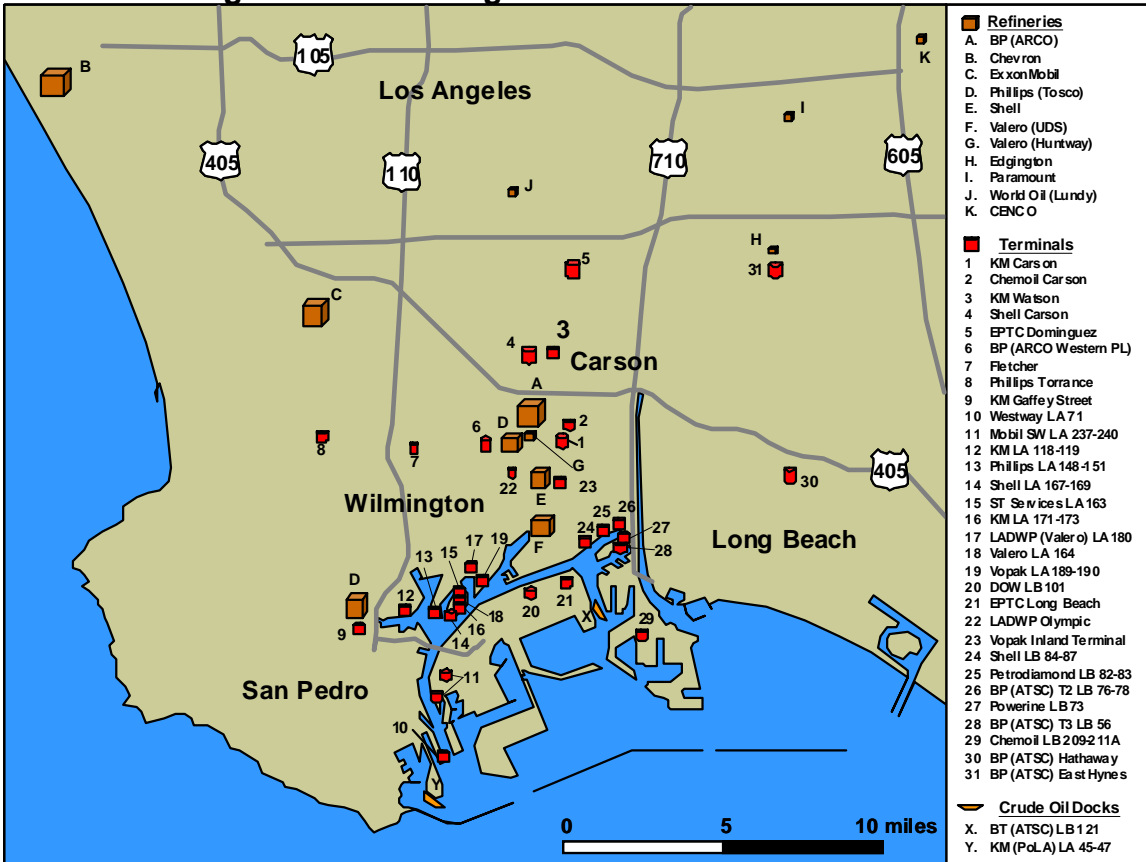 105
Los Angeles
B
K
I
405
110
710
605
J
H
5
31
C
3
4
Carson
A
D
6
2
1
8
7
G
22
E
23
30
405
Wilmington
26
25
27
24
28
F
Long Beach
17
19
15
13
12
D
9
18
16
14
20
21
X
29
San Pedro
11
10
Y
0 5 10 miles
Refineries
A. BP (ARCO)
B. Chevron
C. ExxonMobil
D. Phillips (Tosco)
E. Shell
F. Valero (UDS)
G. Valero (Huntway)
H. Edgington
I. Paramount
J. World Oil (Lundy)
K. CENCO
Terminals
1 KM Carson
2 Chemoil Carson
3 KM Watson
4 Shell Carson
5 EPTC Dominguez
6 BP (ARCO Western PL)
7 Fletcher
8 Phillips Torrance
9 KM Gaffey Street
10 Westway LA 71
11 Mobil SW LA 237-240
12 KM LA 118-119
13 Phillips LA 148-151
14 Shell LA 167-169
15 ST Services LA 163
16 KM LA 171-173
17 LADWP (Valero) LA 180
18 Valero LA 164
19 Vopak LA 189-190
20 DOW LB 101
21 EPTC Long Beach
22 LADWP Olympic
23 Vopak Inland Terminal
24 Shell LB 84-87
25 Petrodiamond LB 82-83
26 BP (ATSC) T2 LB 76-78
27 Powerine LB 73
28 BP (ATSC) T3 LB 56
29 Chemoil LB 209-211A
30 BP (ATSC) Hathaway
31 BP (ATSC) East Hynes
Crude Oil Docks
X. BT (ATSC) LB 121
Y. KM (PoLA) LA 45-47